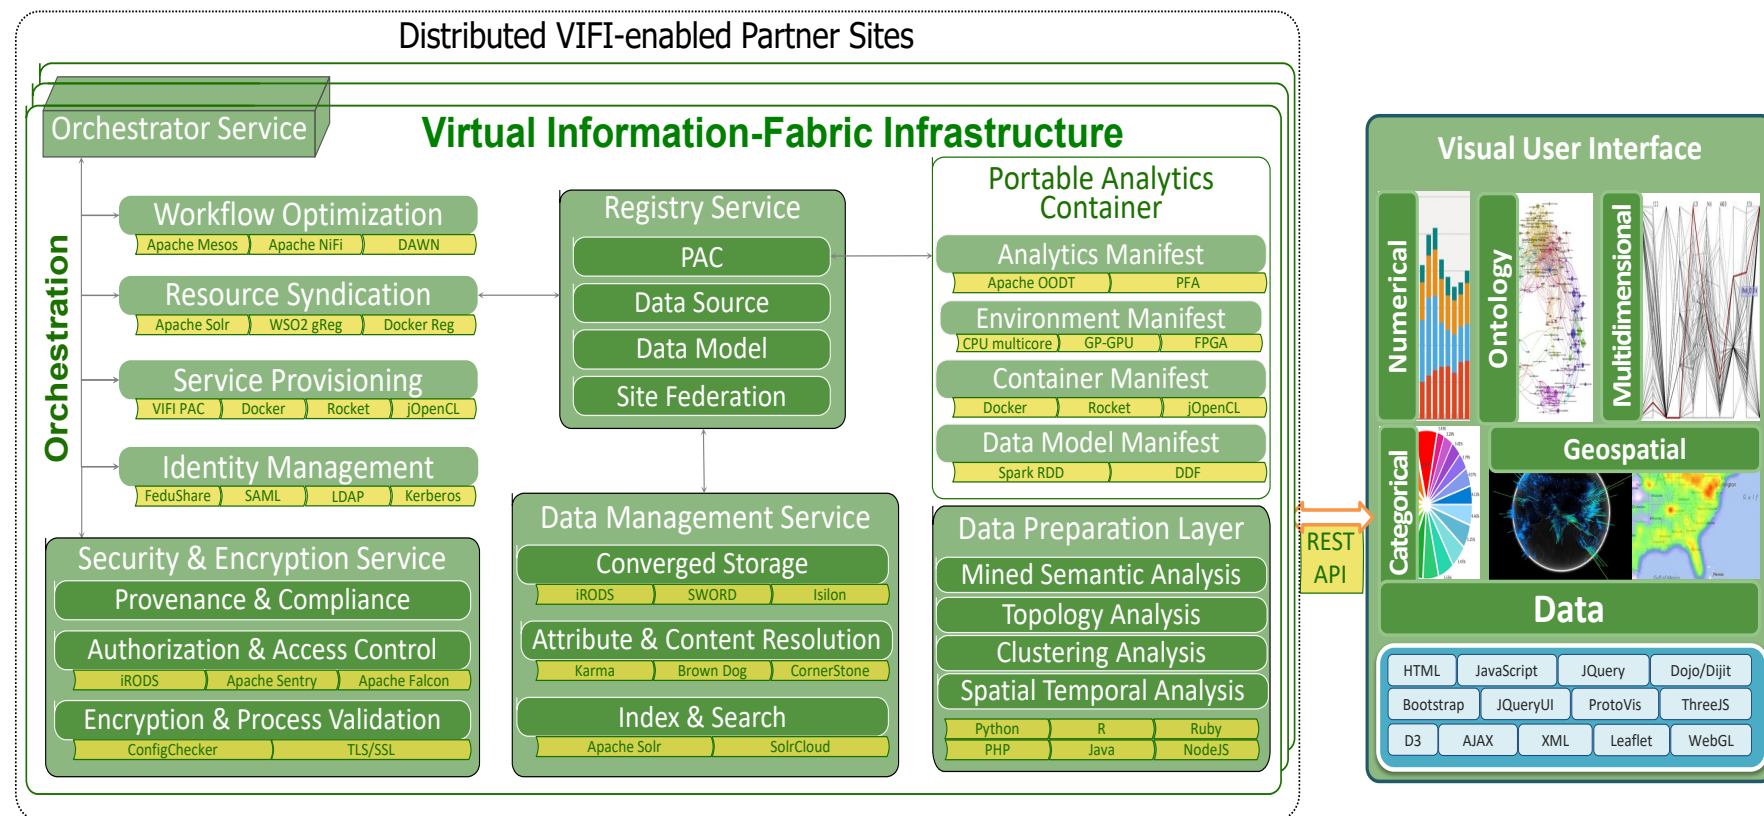 Distributed VIFI-enabled Partner Sites
Orchestrator Service
Virtual Information-Fabric Infrastructure
Orchestration
Workflow Optimization
Apache Mesos
Apache NiFi
DAWN
Resource Syndication
Apache Solr
WSO2 gReg
Docker Reg
Service Provisioning
VIFI PAC
Docker
Rocket
jOpenCL
Identity Management
FeduShare
SAML
LDAP
Kerberos
Security & Encryption Service
Provenance & Compliance
Authorization & Access Control
iRODS
Apache Sentry
Apache Falcon
Encryption & Process Validation
ConfigChecker
TLS/SSL
Registry Service
PAC
Data Source
Data Model
Site Federation
Data Management Service
Converged Storage
iRODS
SWORD
Isilon
Attribute & Content Resolution
Karma
Brown Dog
CornerStone
Index & Search
Apache Solr
SolrCloud
Portable Analytics
Container
Analytics Manifest
Apache OODT
PFA
Environment Manifest
CPU multicore
GP-GPU
FPGA
Container Manifest
Docker
Rocket
jOpenCL
Data Model Manifest
Spark RDD
DDF
Data Preparation Layer
Mined Semantic Analysis
Topology Analysis
Clustering Analysis
Spatial Temporal Analysis
Python
R
Ruby
PHP
Java
NodeJS
REST
API
Visual User Interface
Numerical
Ontology
Multidimensional
Categorical
Geospatial
Data
HTML
JavaScript
JQuery
Dojo/Dijit
Bootstrap
JQueryUI
ProtoVis
ThreeJS
D3
AJAX
XML
Leaflet
WebGL